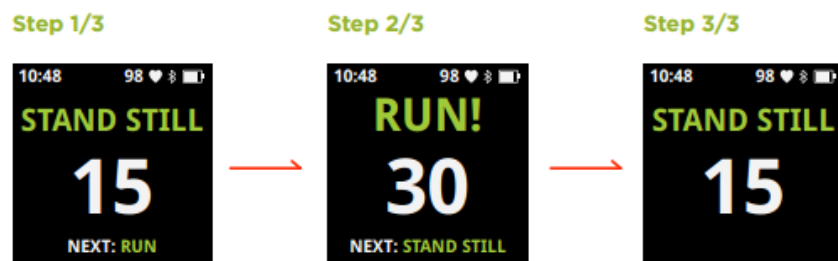 Step 1/3
10:48 98
STAND STILL
15
NEXT: RUN
Step 2/3
10:48 98
RUN!
30
NEXT: STAND STILL
Step 3/3
10:48 98
STAND STILL
15